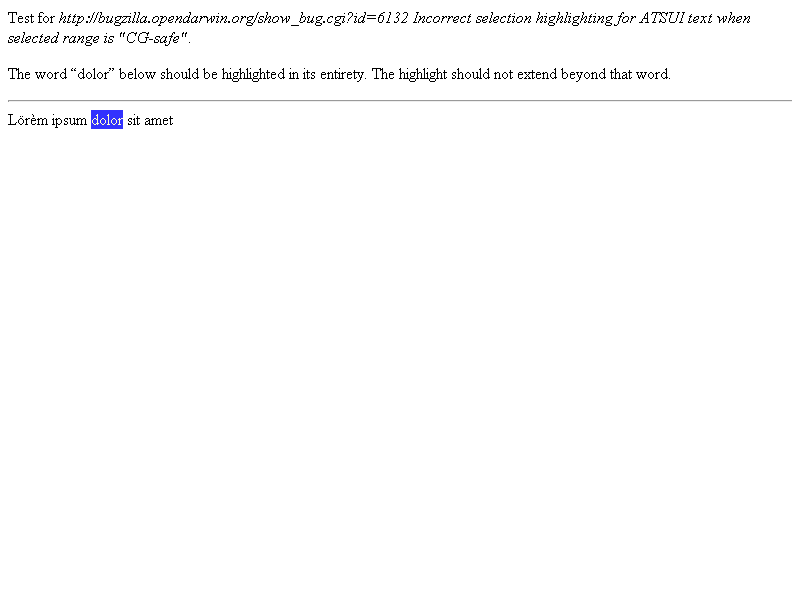 Test for http://bugzilla.opendarwin.org/show_bug.cgi?id=6132 Incorrect selection highlighting for ATSUI text when
selected range is "CG-safe".
The word “dolor” below should be highlighted in its entirety. The highlight should not extend beyond that word.
Lörèm ipsum dolor sit amet